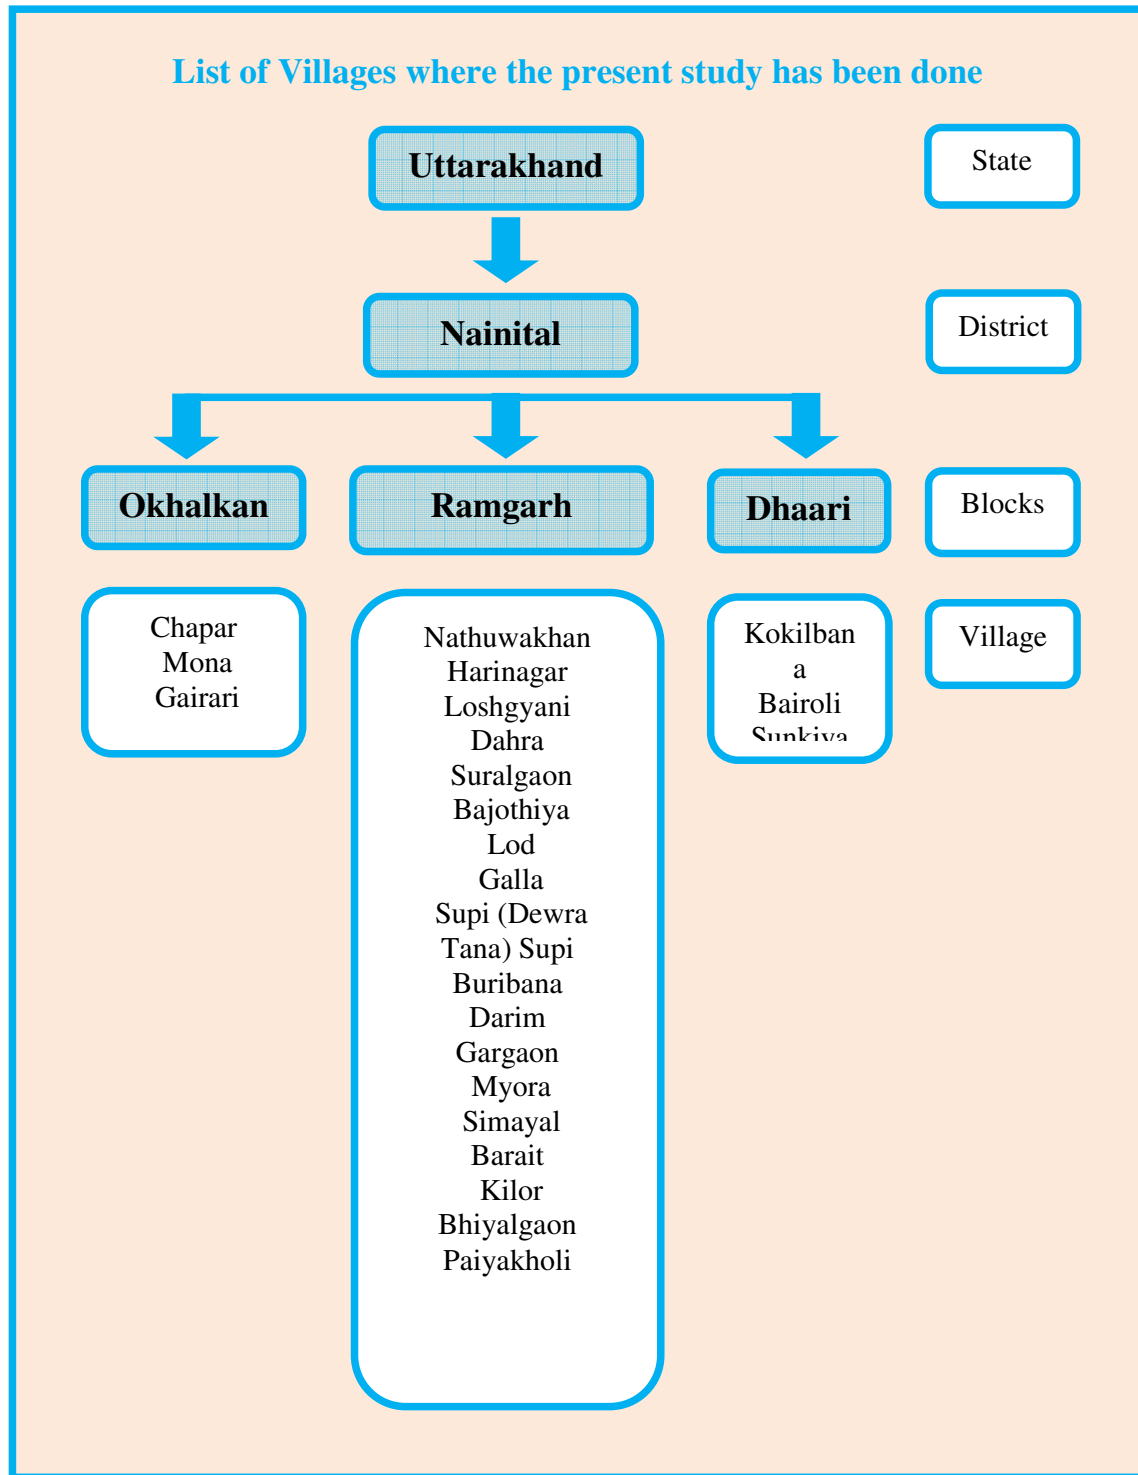 List of Villages where the present study has been done
Uttarakhand
State
Nainital
District
Okhalkan
Ramgarh
Dhaari
Blocks
Chapar
Mona
Gairari
Nathuwakhan
Harinagar
Loshgyani
Dahra
Suralgaon
Bajothiya
Lod
Galla
Supi (Dewra
Tana) Supi
Buribana
Darim
Gargaon
Myora
Simayal
Barait
Kilor
Bhiyalgaon
Paiyakholi
Kokilban
a
Bairoli
Sunkiya
Village